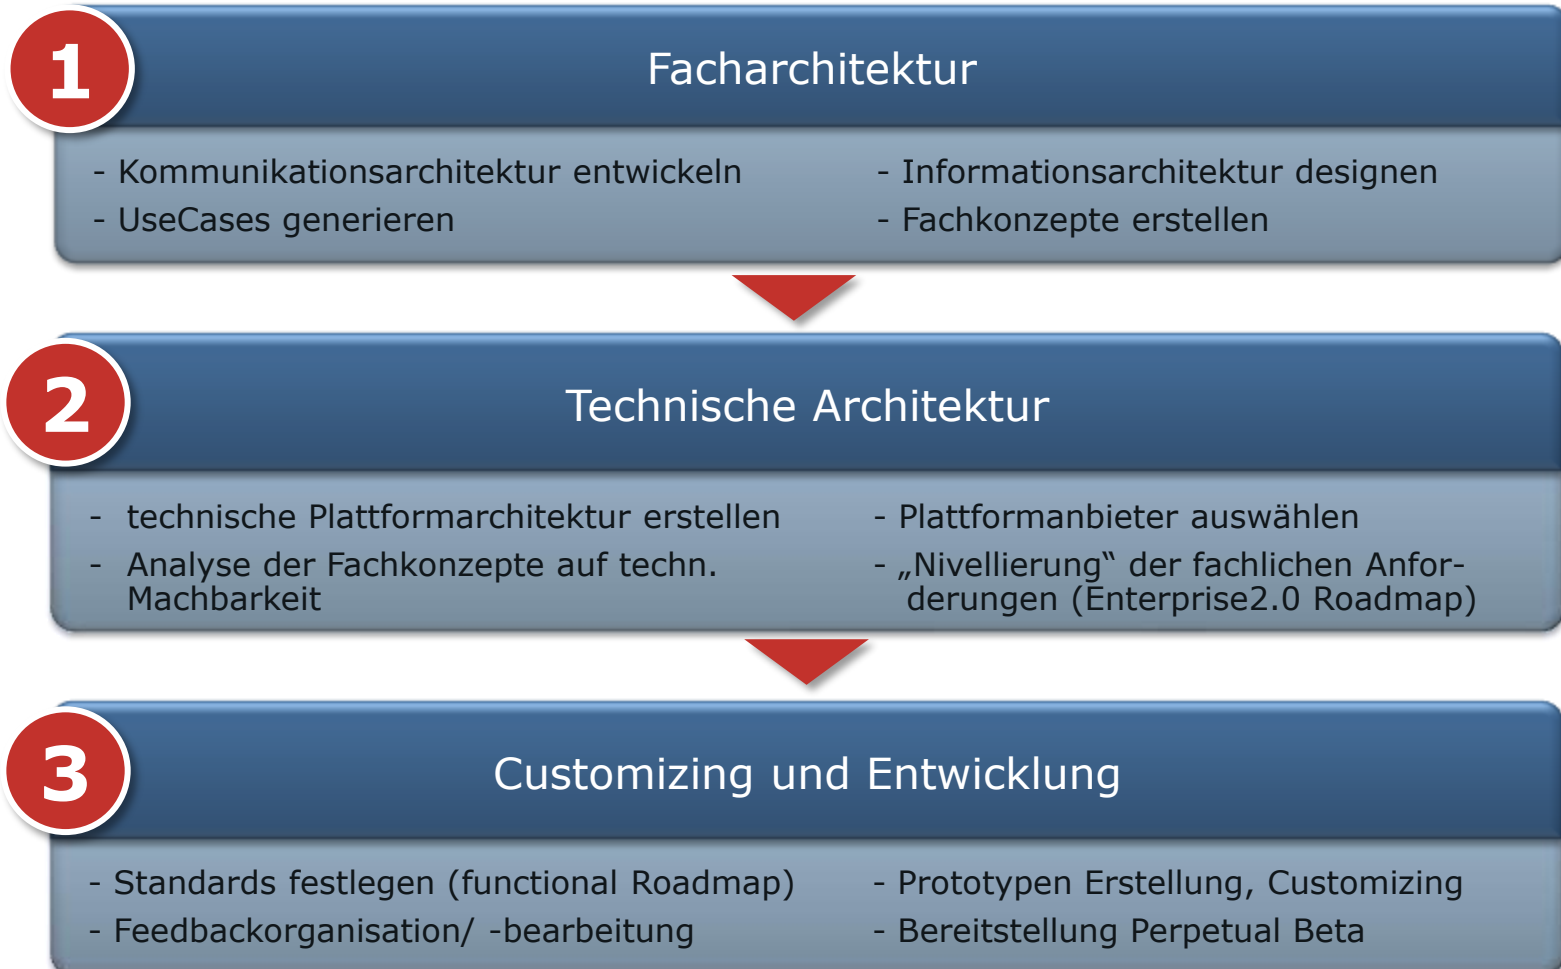 1
Facharchitektur
- Kommunikationsarchitektur entwickeln
- UseCases generieren
- Informationsarchitektur designen
- Fachkonzepte erstellen
2
Technische Architektur
- technische Plattformarchitektur erstellen
- Analyse der Fachkonzepte auf techn.
Machbarkeit
- Plattformanbieter auswählen
- „Nivellierung“ der fachlichen Anfor-
derungen (Enterprise2.0 Roadmap)
3
Customizing und Entwicklung
- Standards festlegen (functional Roadmap)
- Feedbackorganisation/ -bearbeitung
- Prototypen Erstellung, Customizing
- Bereitstellung Perpetual Beta